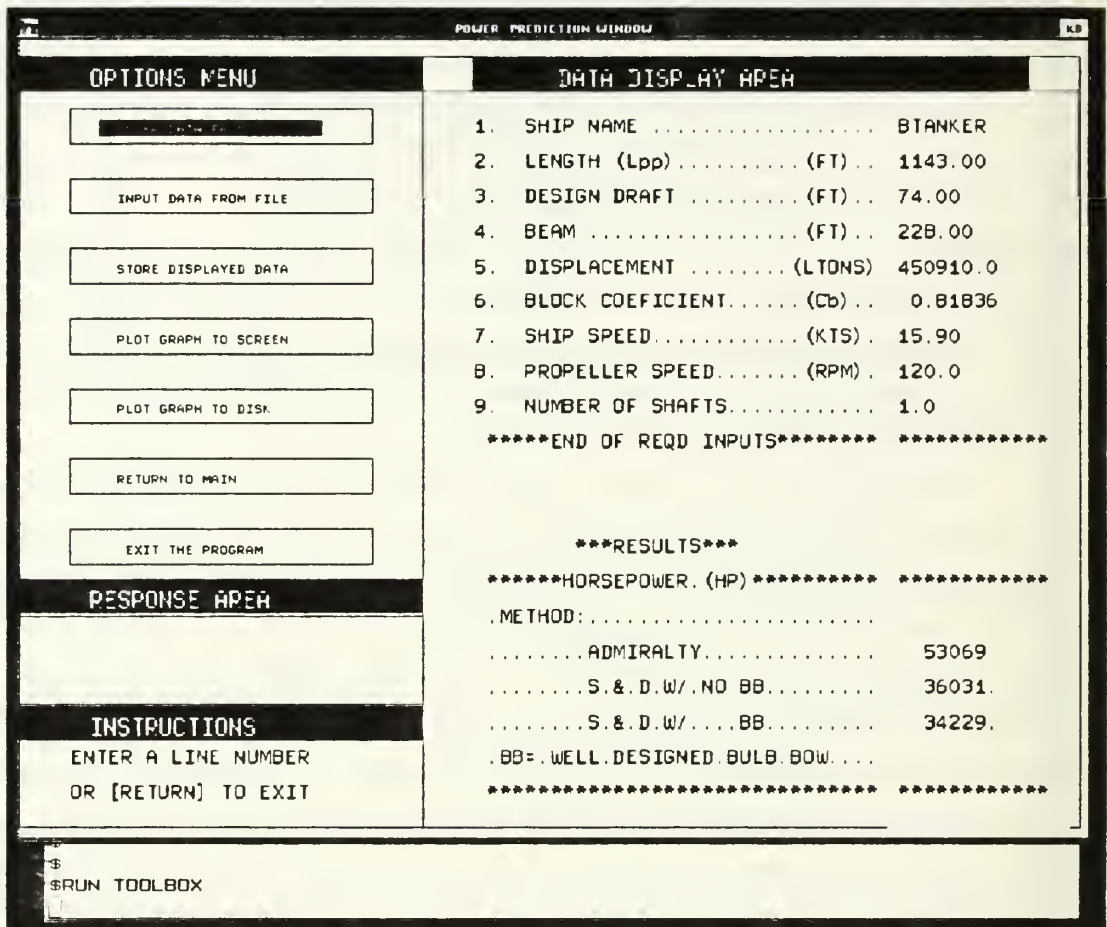 POWER PREDICTION WINDOW
KB
OPTIONS MENU
INPUT DATA FROM FILE
STORE DISPLAYED DATA
PLOT GRAPH TO SCREEN
PLOT GRAPH TO DISK
RETURN TO MAIN
EXIT THE PROGRAM
RESPONSE AREA
INSTRUCTIONS
ENTER A LINE NUMBER
OR [RETURN] TO EXIT
DATA DISPLAY AREA
1. SHIP NAME .................. BTANKER
2. LENGTH (Lpp)..........(FT).. 1143.00
3. DESIGN DRAFT .........(FT).. 74.00
4. BEAM .................(FT).. 228.00
5. DISPLACEMENT ........(LTONS) 450910.0
6. BLOCK COEFICIENT......(Cb).. 0.81836
7. SHIP SPEED............(KTS). 15.90
8. PROPELLER SPEED.......(RPM). 120.0
9. NUMBER OF SHAFTS............ 1.0
*****END OF REQD INPUTS******** ************
***RESULTS***
******HORSEPOWER.(HP)********** ************
.METHOD:.......................
........ADMIRALTY.............. 53069
........S.&.D.W/.NO BB......... 36031.
........S.&.D.W/....BB......... 34229.
.BB=.WELL.DESIGNED.BULB.BOW....
******************************* ************
$
$
$RUN TOOLBOX